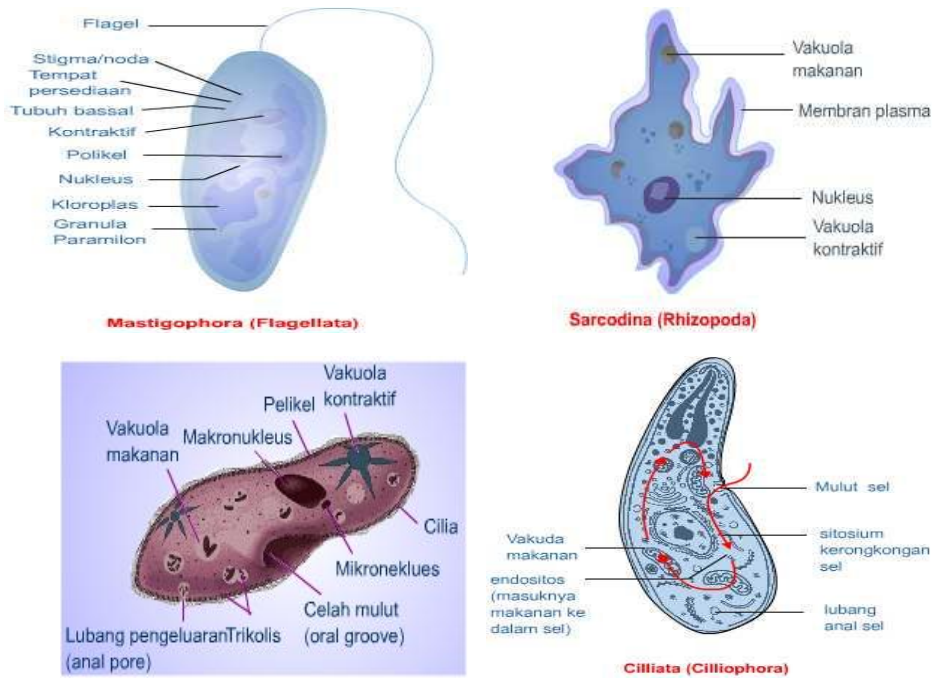 Flagel
Stigma/noda
Tempat
persediaan
Tubuh bassal
Kontraktif
Polikel
Nukleus
Kloroplas
Granula
Paramilon
Mastigophora (Flagellata)
Vakuola
makanan
Membran plasma
Nukleus
Vakuola
kontraktif
Sarcodina (Rhizopoda)
Vakuola
kontraktif
Pelikel
Makronukleus
Vakuola
makanan
Cilia
Mikroneklues
Celah mulut
(oral groove)
Trikolis
Lubang pengeluaran
(anal pore)
Mulut sel
sitosium
kerongkongan
sel
Vakuda
makanan
endositos
(masuknya
makanan ke
dalam sel)
lubang
anal sel
Cilliata (Cilliophora)